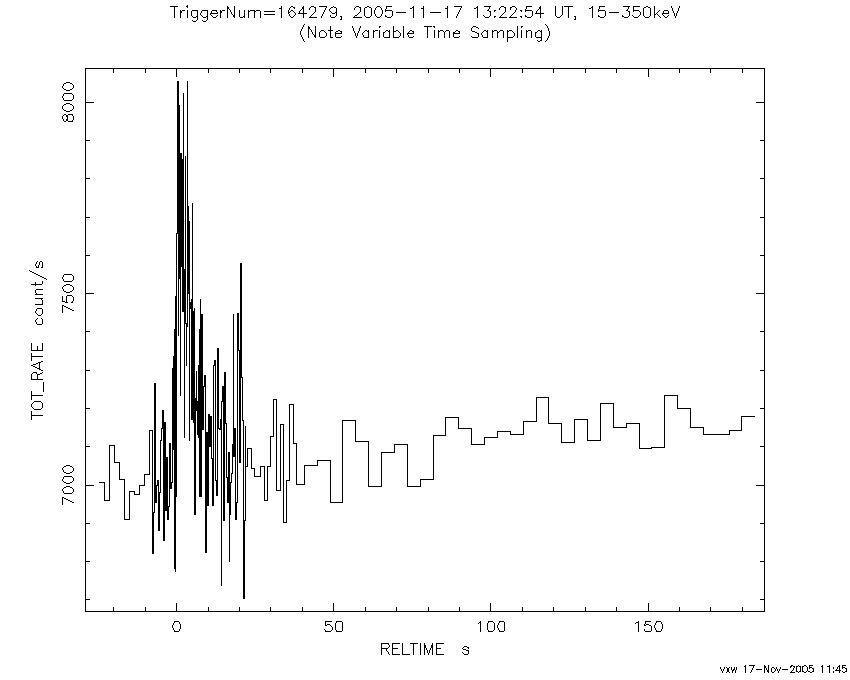 TriggerNum=164279, 2005-11-17 13:22:54 UT, 15-350keV
(Note Variable Time Sampling)
8000
7500
7000
TOT_RATE count/s
0 50 100 150
RELTIME s
vxw 17-Nov-2005 11:45